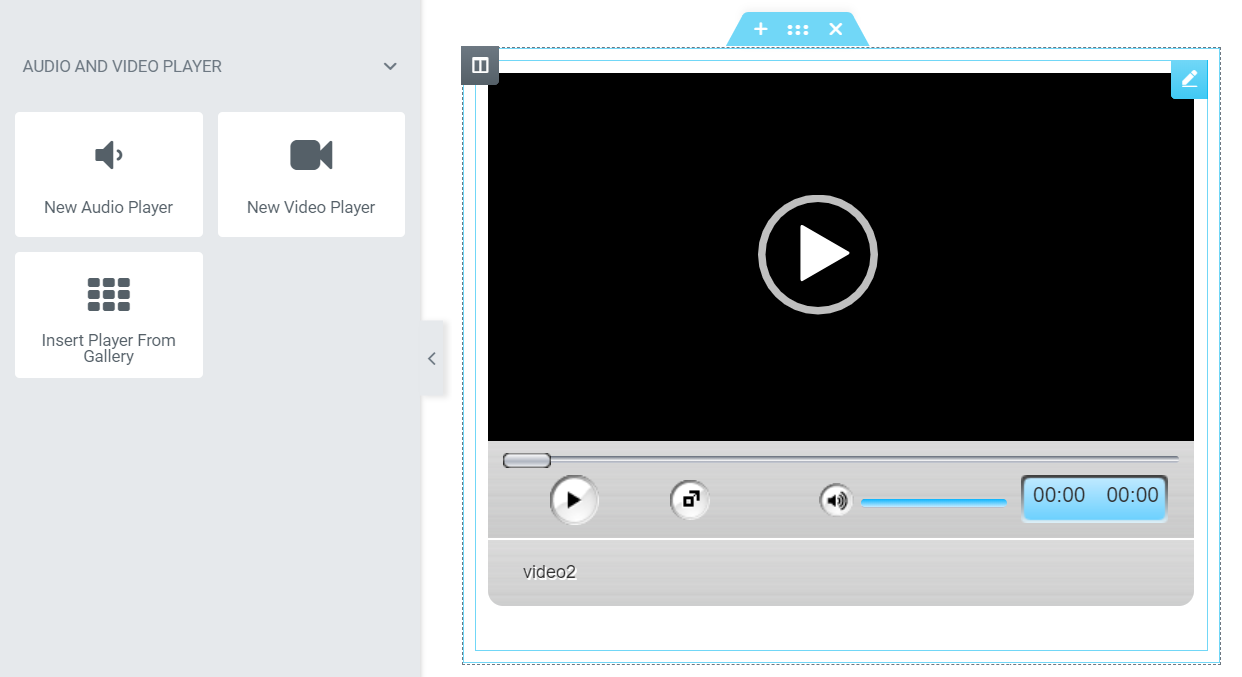 AUDIO AND VIDEO PLAYER
New Audio Player
New Video Player
Insert Player From
Gallery
00:00 00:00
video2